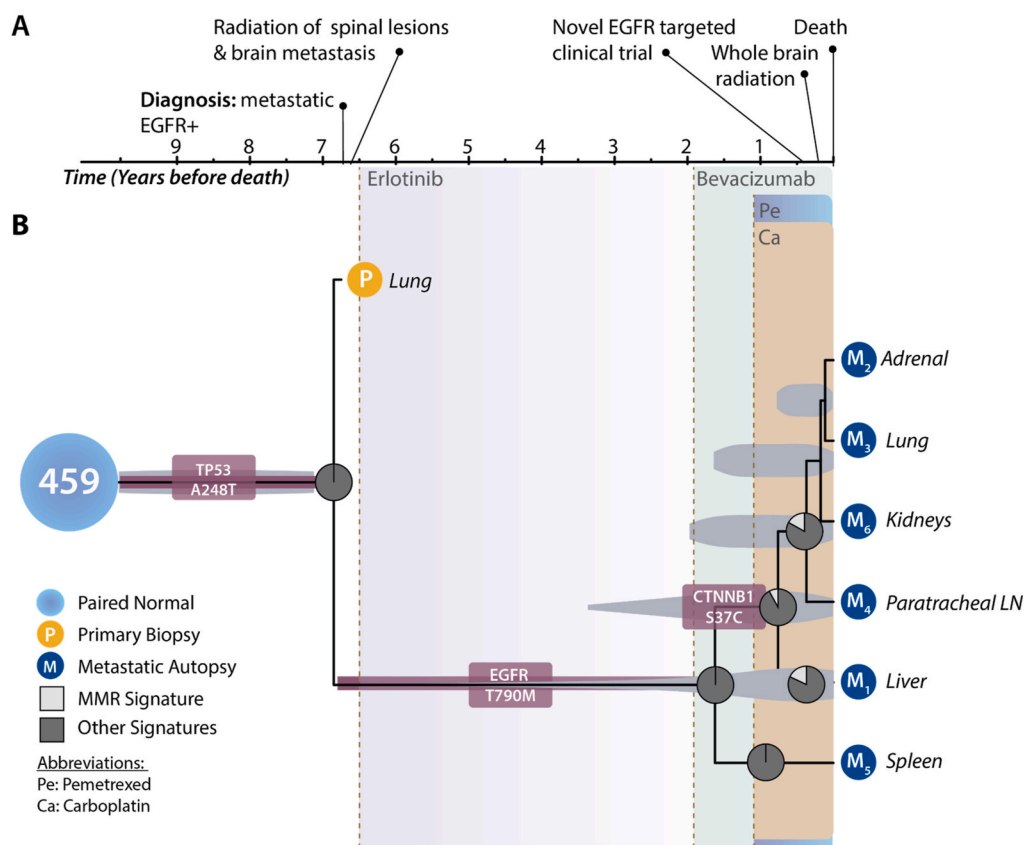 A
Radiation of spinal lesions
& brain metastasis
Novel EGFR targeted
clinical trial
Death
Whole brain
radiation
Diagnosis: metastatic
EGFR+
9 8 7 6 5 4 3 2 1
Time (Years before death)
Erlotinib
Bevacizumab
Pe
Ca
B
P Lung
M2 Adrenal
M3 Lung
459
TP53
A248T
M6 Kidneys
CTNNB1
S37C
M4 Paratracheal LN
EGFR
T790M
M1 Liver
M5 Spleen
Paired Normal
P Primary Biopsy
M Metastatic Autopsy
MMR Signature
Other Signatures
Abbreviations:
Pe: Pemetrexed
Ca: Carboplatin